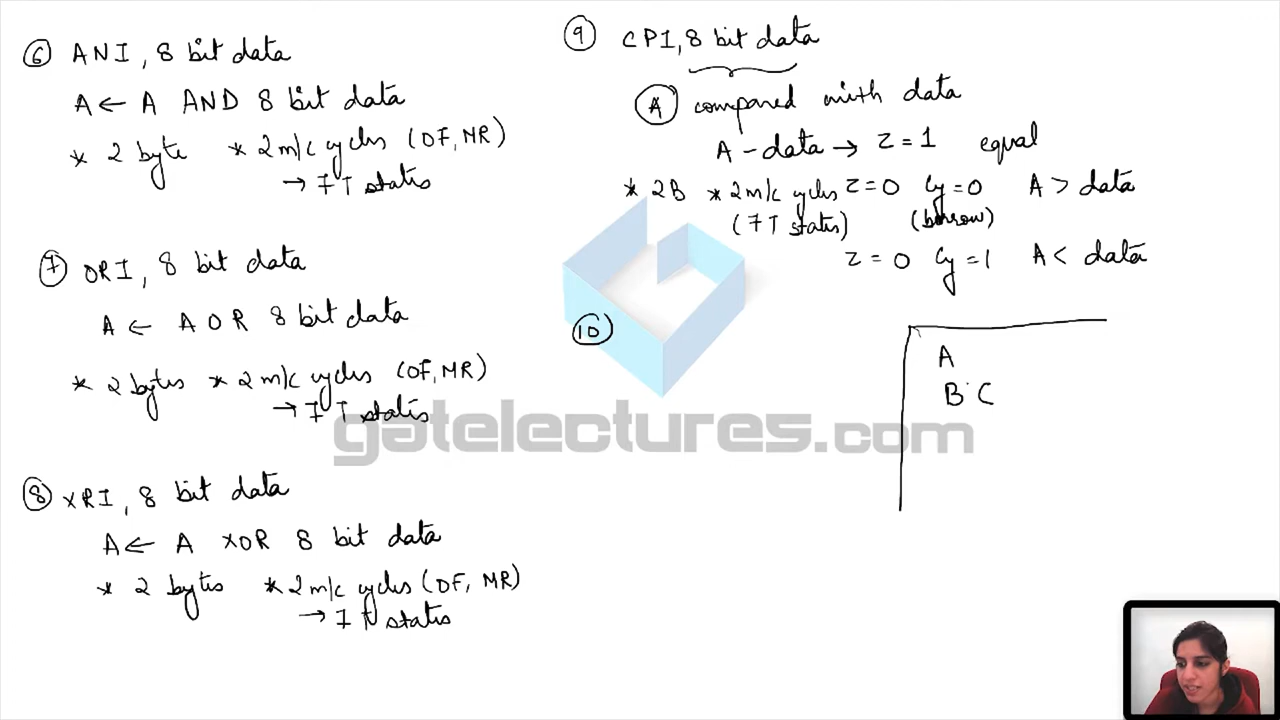 6 ANI, 8 bit data
A ← A AND 8 bit data
* 2 byte * 2 m/c cycles (OF, MR)
→ 7 T states
7 ORI, 8 bit data
A ← A OR 8 bit data
* 2 bytes * 2 m/c cycles (OF, MR)
→ 7 T states
8 XRI, 8 bit data
A ← A XOR 8 bit data
* 2 bytes * 2 m/c cycles (OF, MR)
→ 7 T states
9 CPI, 8 bit data
A compared with data
A - data → Z = 1 equal
* 2B * 2 m/c cycles Z = 0 Cy = 0 A > data
(7 T states) (borrow)
Z = 0 Cy = 1 A < data
10
A
B C
gatelectures.com